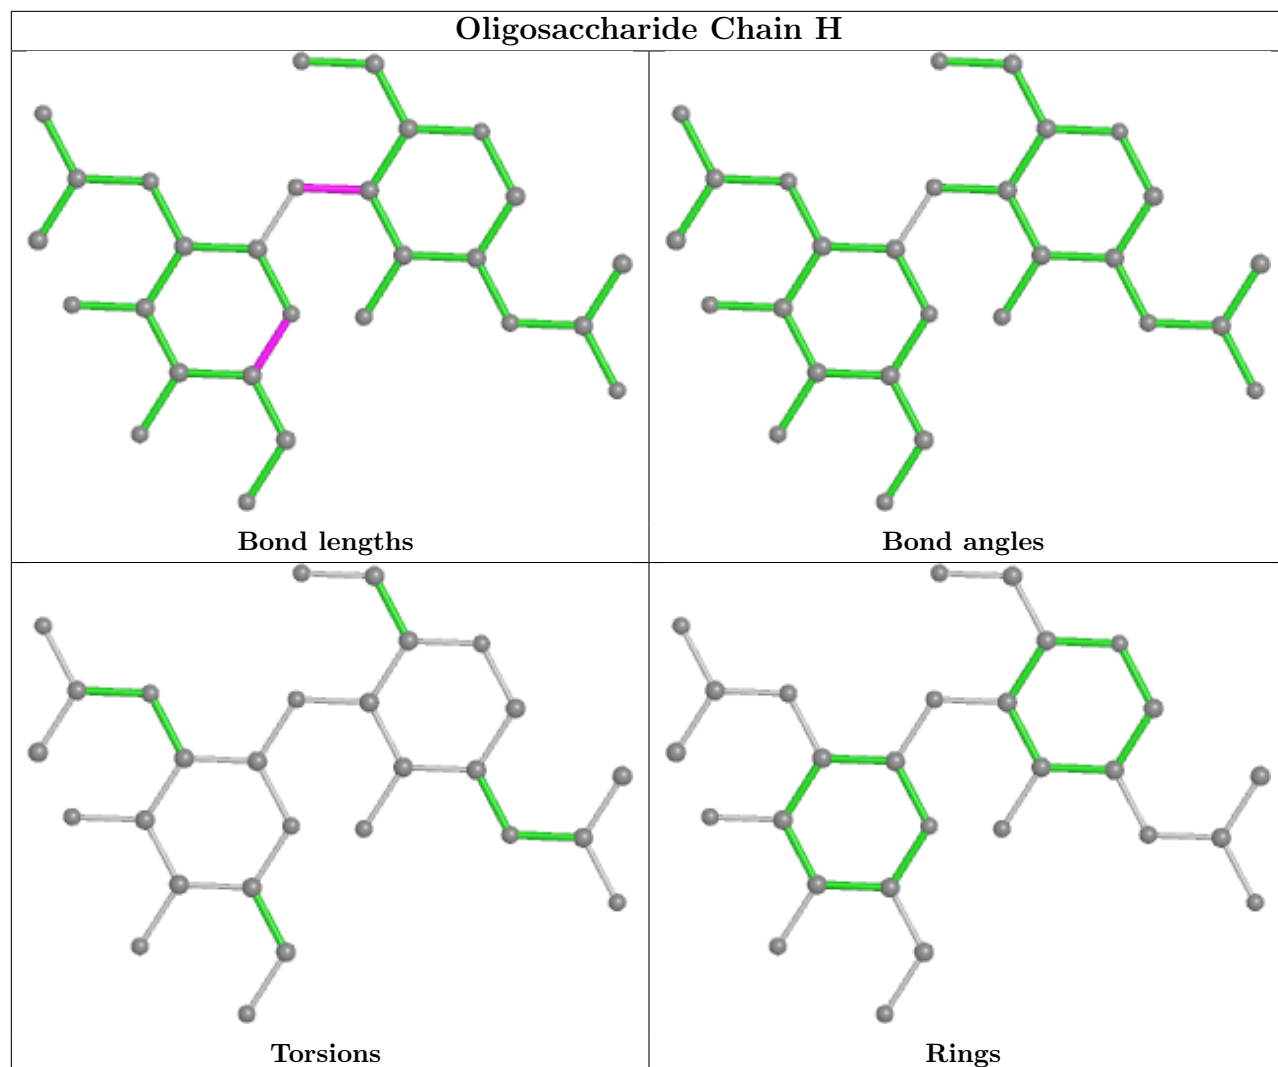 Oligosaccharide Chain H
Bond lengths
Bond angles
Torsions
Rings